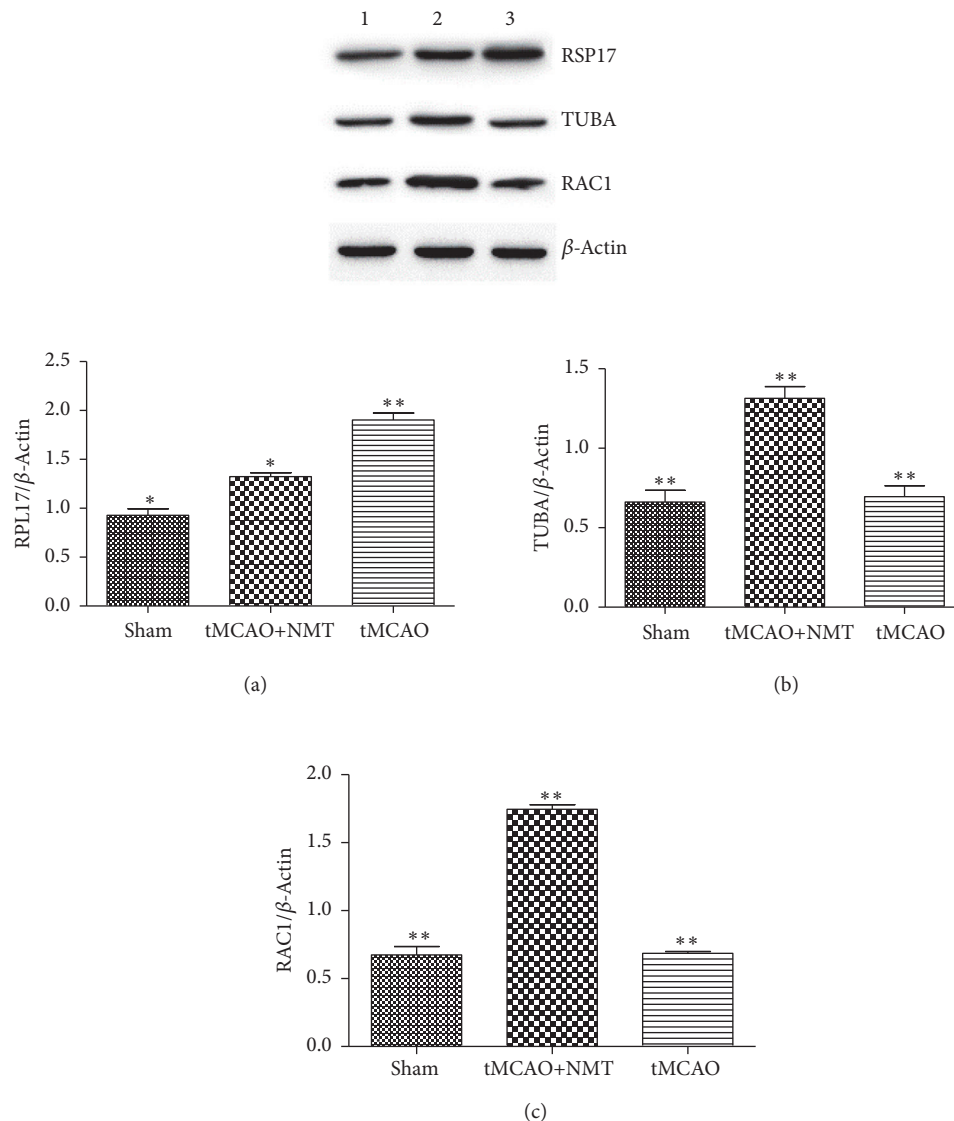 1 2 3
RSP17
TUBA
RAC1
β-Actin
RPL17/β-Actin
2.5
2.0
1.5
1.0
0.5
0.0
*
*
**
Sham tMCAO+NMT tMCAO
(a)
TUBA/β-Actin
1.5
1.0
0.5
0.0
**
**
**
Sham tMCAO+NMT tMCAO
(b)
RAC1/β-Actin
2.0
1.5
1.0
0.5
0.0
**
**
**
Sham tMCAO+NMT tMCAO
(c)